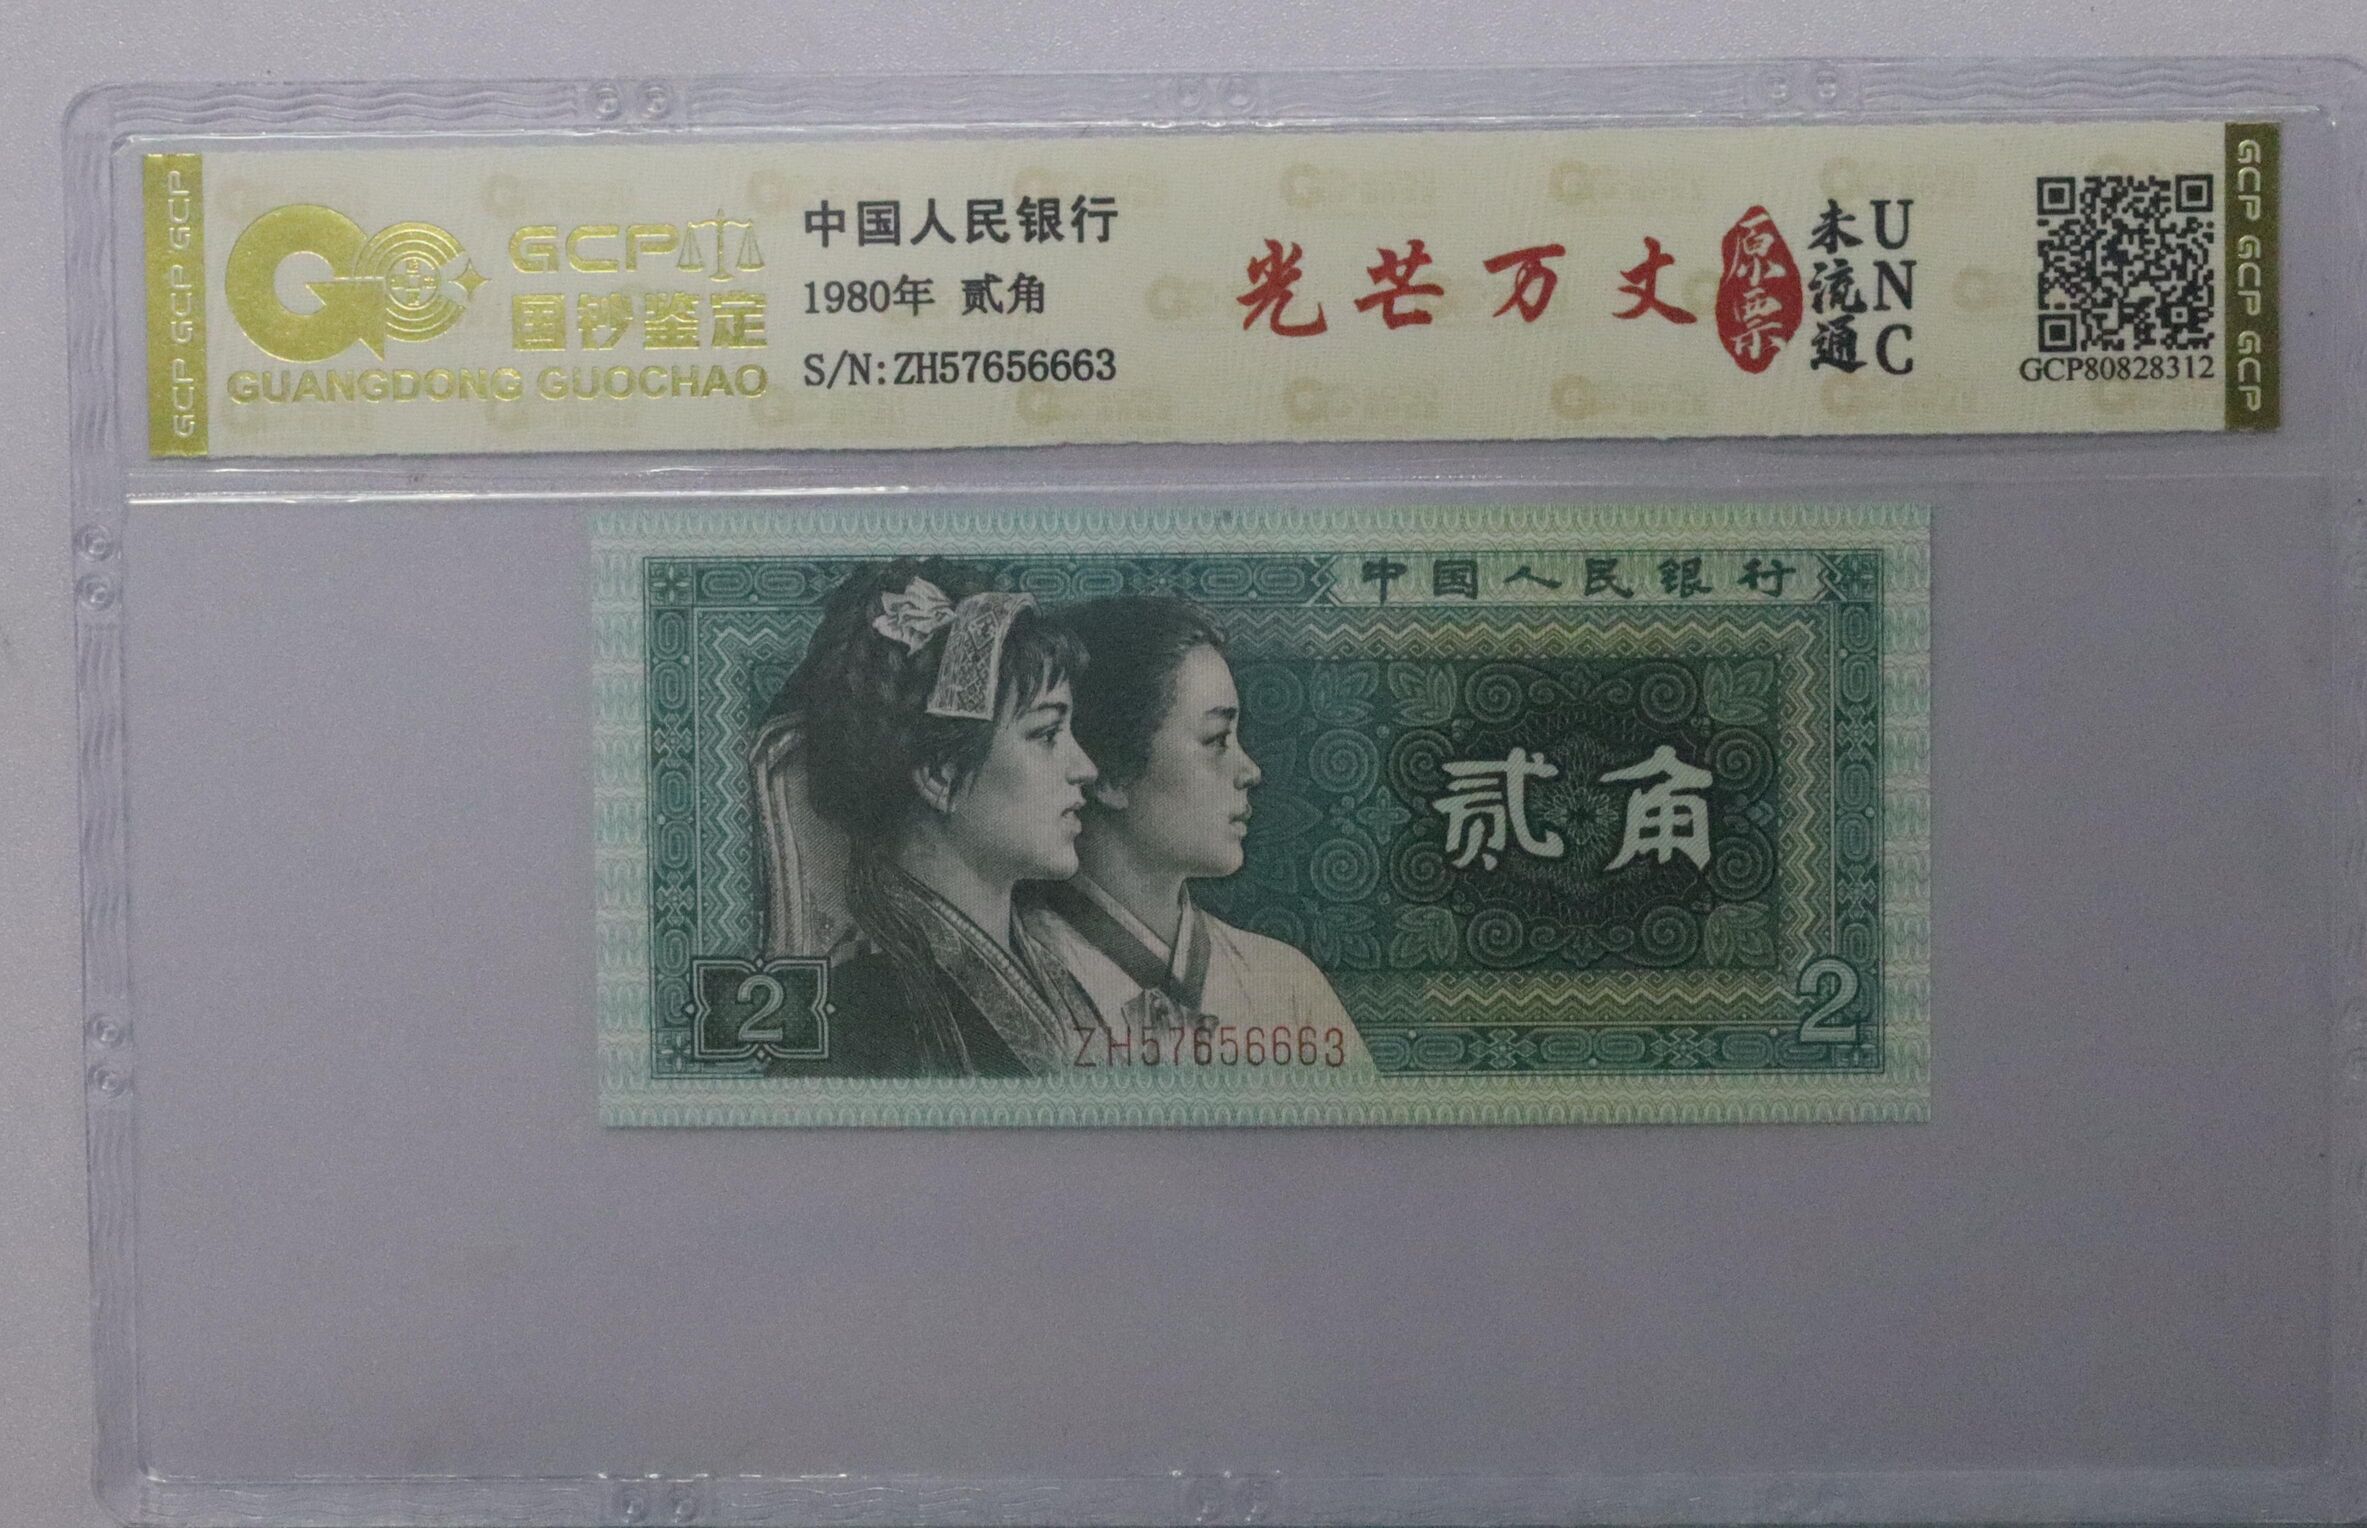 GCP GCP GCP
GCP
国钞鉴定
GUANGDONG GUOCHAO
中国人民银行
1980年 贰角
S/N:ZH57656663
光芒万丈
原票
未流通
UNC
GCP80828312
GCP GCP GCP
中国人民银行
贰角
2
ZH57656663
2